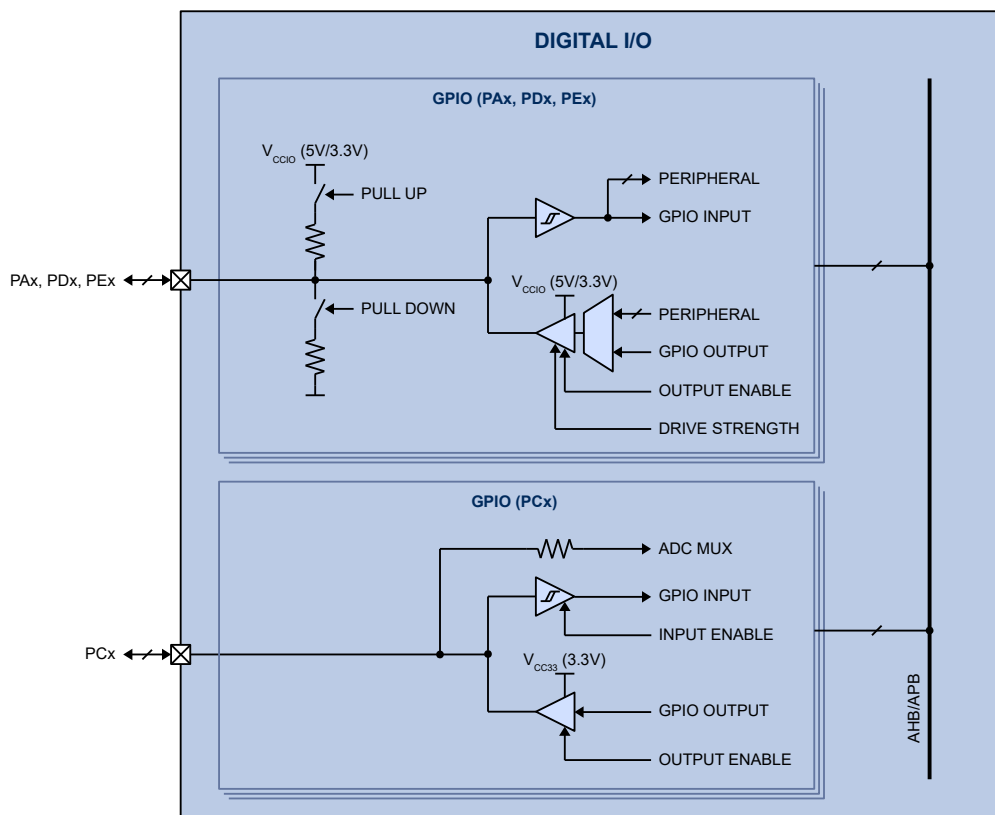 DIGITAL I/O
GPIO (PAx, PDx, PEx)
VCCIO (5V/3.3V)
PULL UP
PERIPHERAL
GPIO INPUT
PAx, PDx, PEx
PULL DOWN
VCCIO (5V/3.3V)
PERIPHERAL
GPIO OUTPUT
OUTPUT ENABLE
DRIVE STRENGTH
GPIO (PCx)
ADC MUX
GPIO INPUT
INPUT ENABLE
PCx
VCC33 (3.3V)
GPIO OUTPUT
OUTPUT ENABLE
AHB/APB